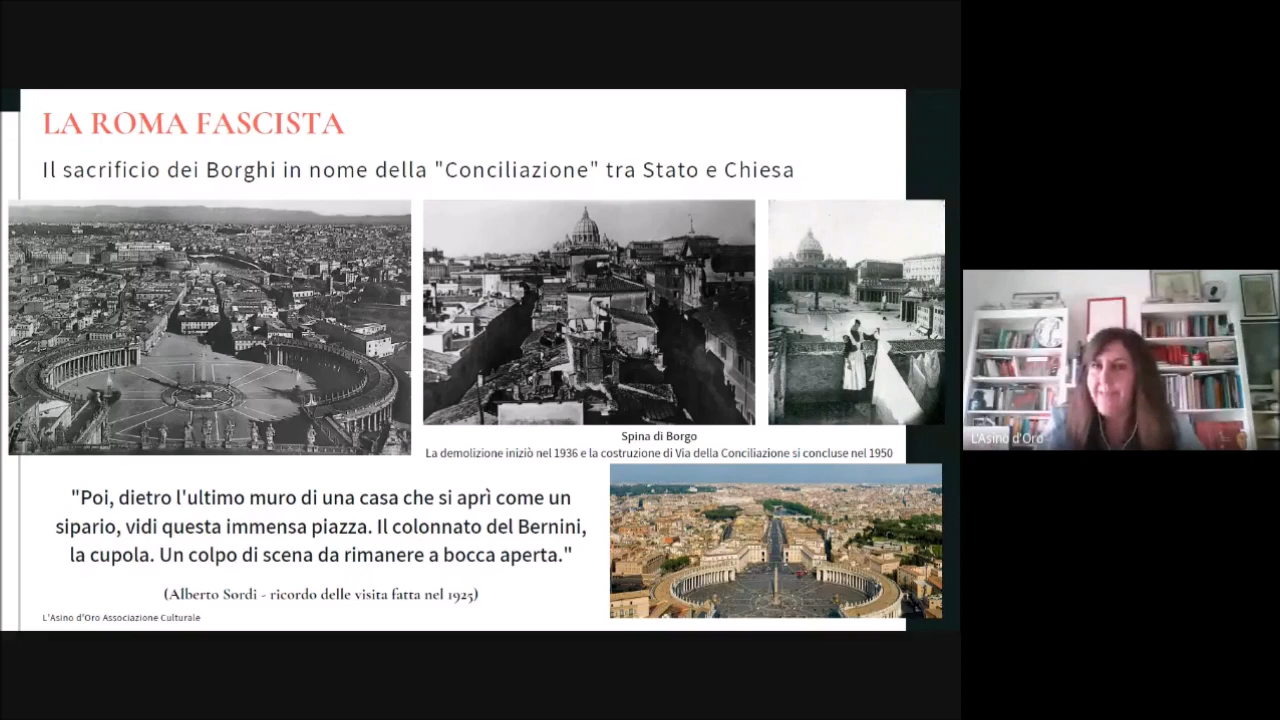 LA ROMA FASCISTA
Il sacrificio dei Borghi in nome della "Conciliazione" tra Stato e Chiesa
Spina di Borgo
La demolizione iniziò nel 1936 e la costruzione di Via della Conciliazione si concluse nel 1950
"Poi, dietro l'ultimo muro di una casa che si aprì come un
sipario, vidi questa immensa piazza. Il colonnato del Bernini,
la cupola. Un colpo di scena da rimanere a bocca aperta."
(Alberto Sordi - ricordo delle visita fatta nel 1925)
L'Asino d'Oro Associazione Culturale
L'Asino d'Oro